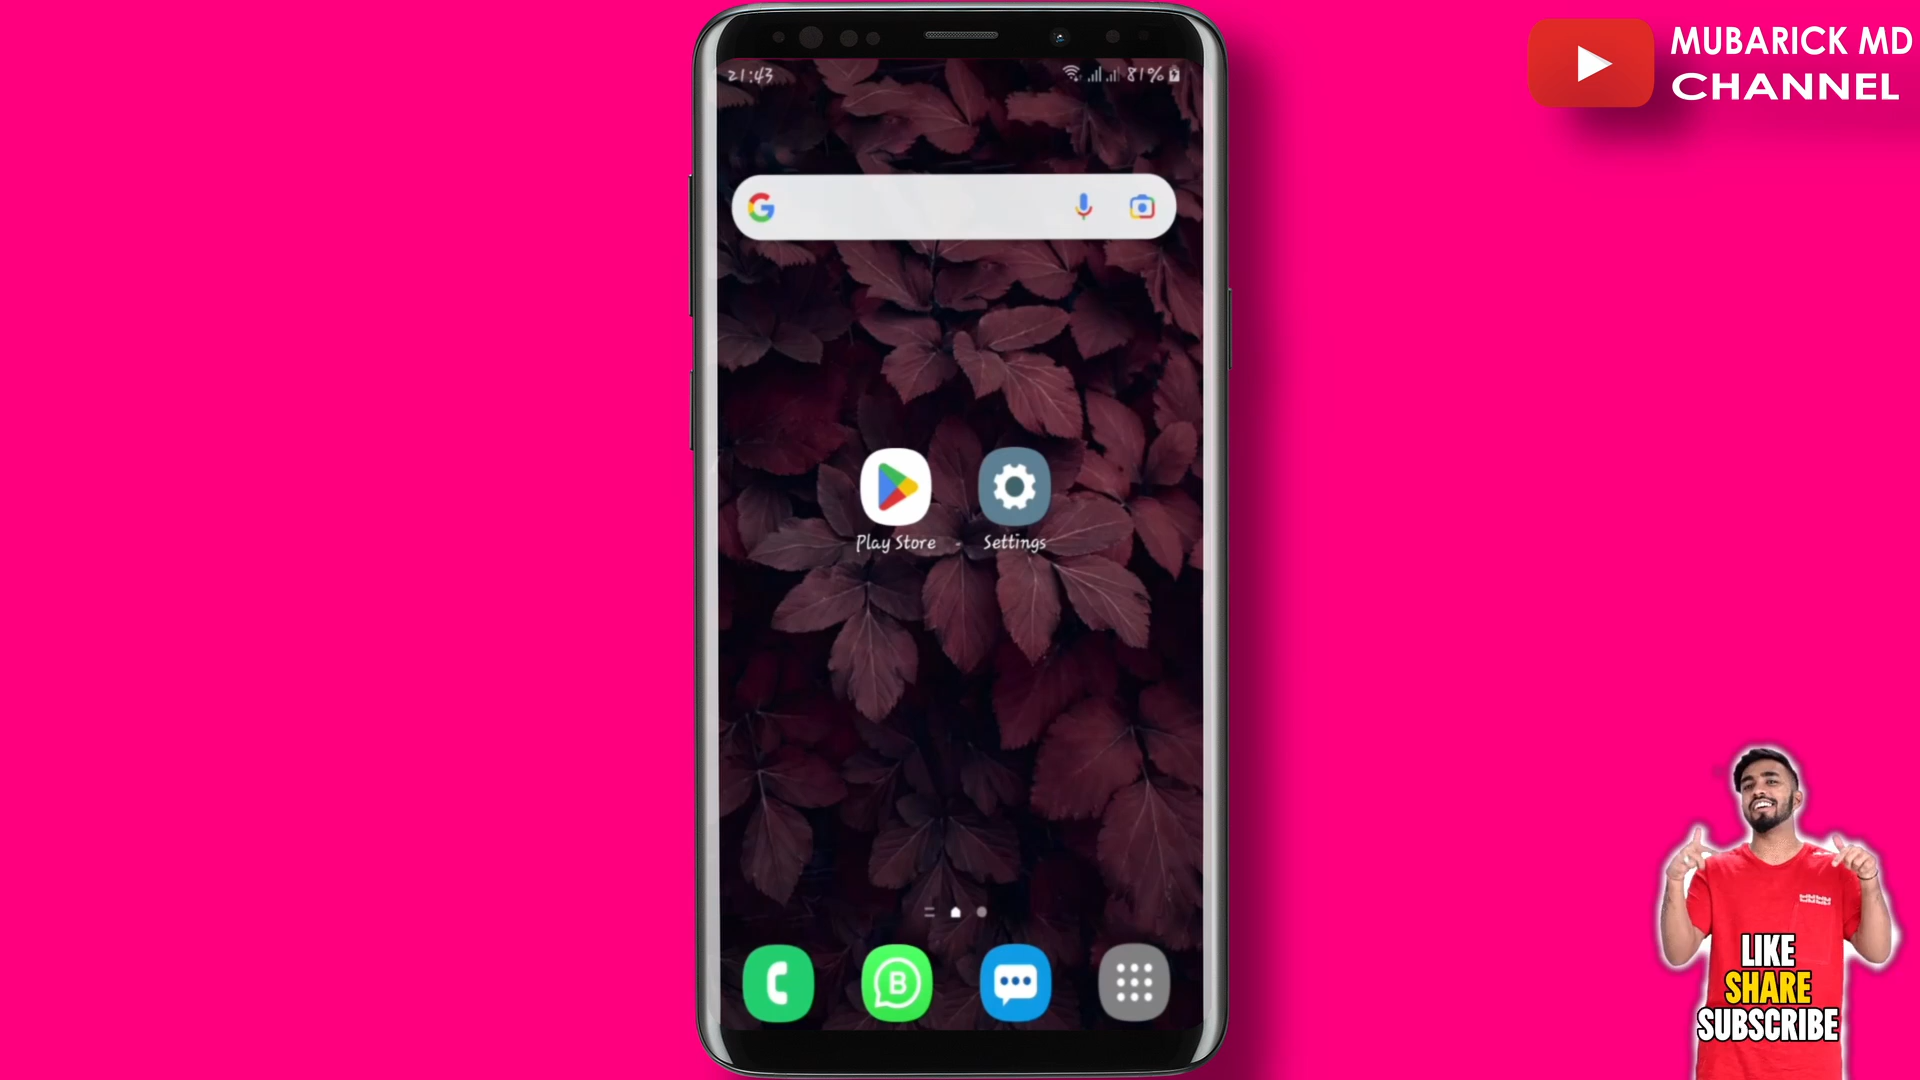 MUBARICK MD
CHANNEL
21:43
81%
Play Store
Settings
LIKE
SHARE
SUBSCRIBE